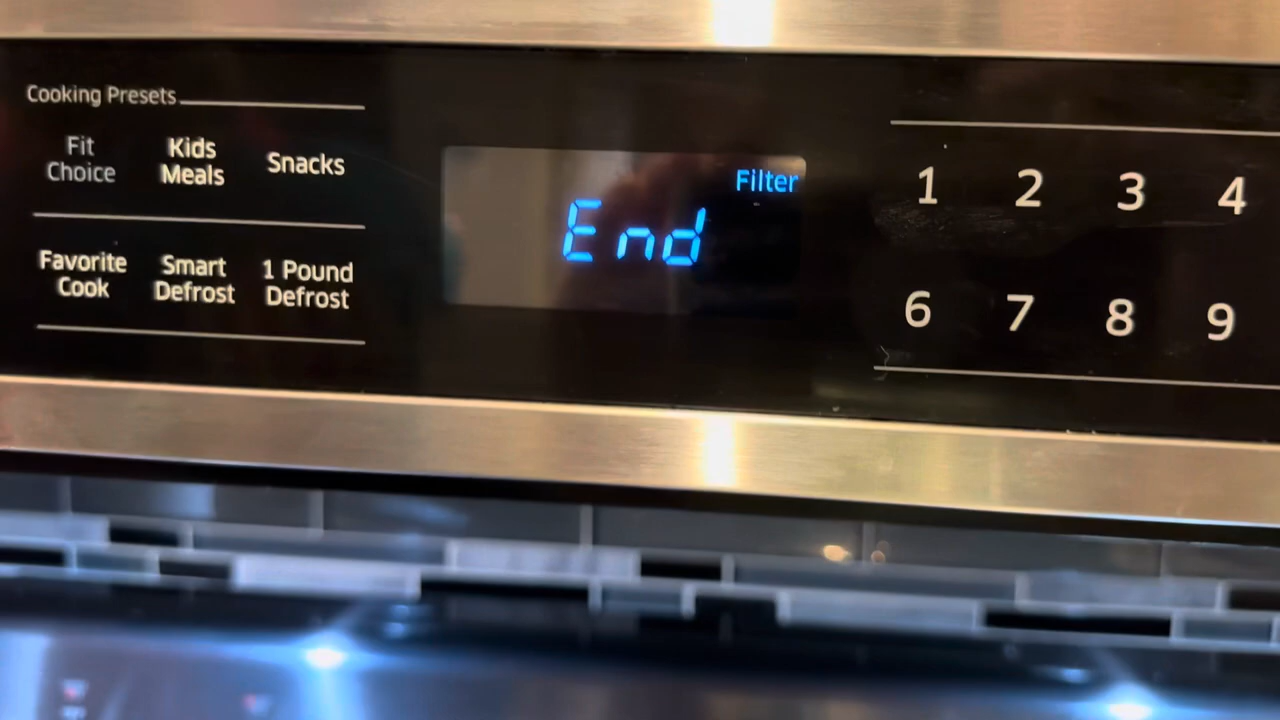 Cooking Presets
Fit Choice
Kids Meals
Snacks
Favorite Cook
Smart Defrost
1 Pound Defrost
Filter
End
1 2 3 4
6 7 8 9